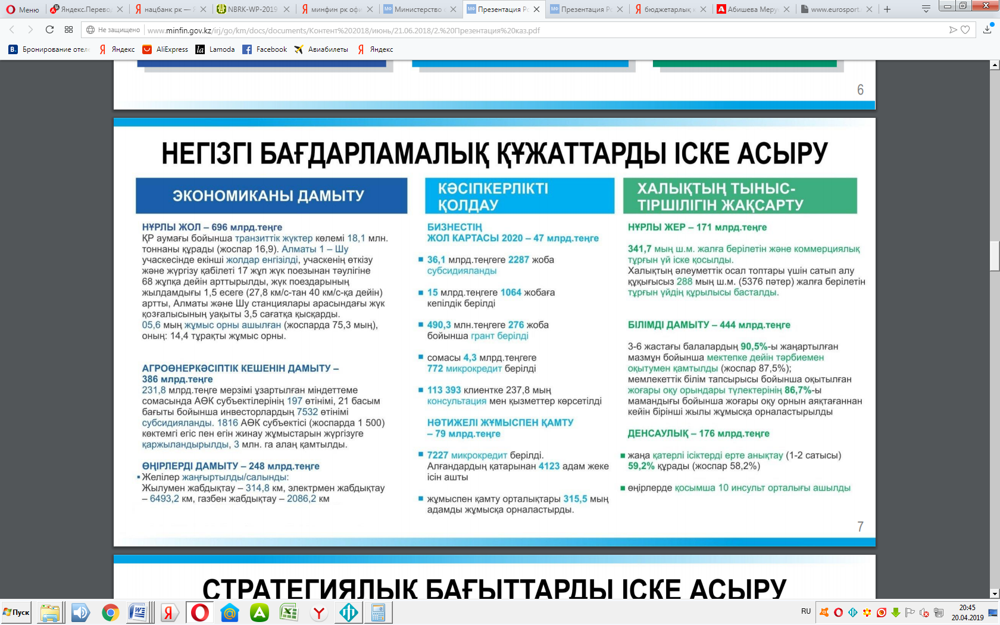 Меню
Яндекс.Перево
нацбанк рк —
NBRK-WP-2019
минфин рк офи
Министерство
Презентация Ро
Презентация Ро
бюджетарлық
Абишева Меру
www.eurosport.
Не защищено
www.minfin.gov.kz/irj/go/km/docs/documents/Контент%202018/июнь/21.06.2018/2.%20Презентация%20каз.pdf
Бронирование отел
Яндекс
AliExpress
Lamoda
Facebook
Авиабилеты
Яндекс
6
НЕГІЗГІ БАҒДАРЛАМАЛЫҚ ҚҰЖАТТАРДЫ ІСКЕ АСЫРУ
ЭКОНОМИКАНЫ ДАМЫТУ
НҰРЛЫ ЖОЛ – 696 млрд.теңге
ҚР аумағы бойынша транзиттік жүктер көлемі 18,1 млн.
тоннаны құрады (жоспар 16,9). Алматы 1 – Шу
учаскесінде екінші жолдар енгізілді, учаскенің өткізу
және жүргізу қабілеті 17 жұп жүк поезынан тәулігіне
68 жұпқа дейін арттырылды, жүк поездарының
жылдамдығы 1,5 есеге (27,8 км/с-тан 40 км/с-қа дейін)
артты, Алматы және Шу станциялары арасындағы жүк
қозғалысының уақыты 3,5 сағатқа қысқарды.
05,6 мың жұмыс орны ашылған (жоспарда 75,3 мың),
оның: 14,4 тұрақты жұмыс орны.
АГРОӨНЕРКӘСІПТІК КЕШЕНІН ДАМЫТУ –
386 млрд.теңге
231,8 млрд.теңге мерзімі ұзартылған міндеттеме
сомасында АӨК субъектілерінің 197 өтінімі, 21 басым
бағыты бойынша инвесторлардың 7532 өтінімі
субсидияланды. 1816 АӨК субъектісі (жоспарда 1 500)
көктемгі егіс пен егін жинау жұмыстарын жүргізуге
қаржыландырылды, 3 млн. га алаң қамтылды.
ӨҢІРЛЕРДІ ДАМЫТУ – 248 млрд.теңге
Желілер жаңғыртылды/салынды:
Жылумен жабдықтау – 314,8 км, электрмен жабдықтау
– 6493,2 км, газбен жабдықтау – 2086,2 км
КӘСІПКЕРЛІКТІ
ҚОЛДАУ
БИЗНЕСТІҢ
ЖОЛ КАРТАСЫ 2020 – 47 млрд.теңге
36,1 млрд.теңгеге 2287 жоба
субсидияланды
15 млрд.теңгеге 1064 жобаға
кепілдік берілді
490,3 млн.теңгеге 276 жоба
бойынша грант берілді
сомасы 4,3 млрд.теңгеге
772 микрокредит берілді
113 393 клиентке 237,8 мың
консультация мен қызметтер көрсетілді
НӘТИЖЕЛІ ЖҰМЫСПЕН ҚАМТУ
– 79 млрд.теңге
7227 микрокредит берілді.
Алғандардың қатарынан 4123 адам жеке
ісін ашты
жұмыспен қамту орталықтары 315,5 мың
адамды жұмысқа орналастырды.
ХАЛЫҚТЫҢ ТЫНЫС-
ТІРШІЛІГІН ЖАҚСАРТУ
НҰРЛЫ ЖЕР – 171 млрд.теңге
341,7 мың ш.м. жалға берілетін және коммерциялық
тұрғын үй іске қосылды.
Халықтың әлеуметтік осал топтары үшін сатып алу
құқығысыз 288 мың ш.м. (5376 пәтер) жалға берілетін
тұрғын үйдің құрылысы басталды.
БІЛІМДІ ДАМЫТУ – 444 млрд.теңге
3-6 жастағы балалардың 90,5%-ы жаңартылған
мазмұн бойынша мектепке дейін тәрбиемен
оқытумен қамтылды (жоспар 87,5%);
мемлекеттік білім тапсырысы бойынша оқытылған
жоғары оқу орындары түлектерінің 86,7%-ы
мамандығы бойынша жоғары оқу орнын аяқтағаннан
кейін бірінші жылы жұмысқа орналастырылды
ДЕНСАУЛЫҚ – 176 млрд.теңге
жаңа қатерлі ісіктерді ерте анықтау (1-2 сатысы)
59,2% құрады (жоспар 58,2%)
өңірлерде қосымша 10 инсульт орталығы ашылды
7
СТРАТЕГИЯЛЫҚ БАҒЫТТАРДЫ ІСКЕ АСЫРУ
Пуск
RU
20:45
20.04.2019